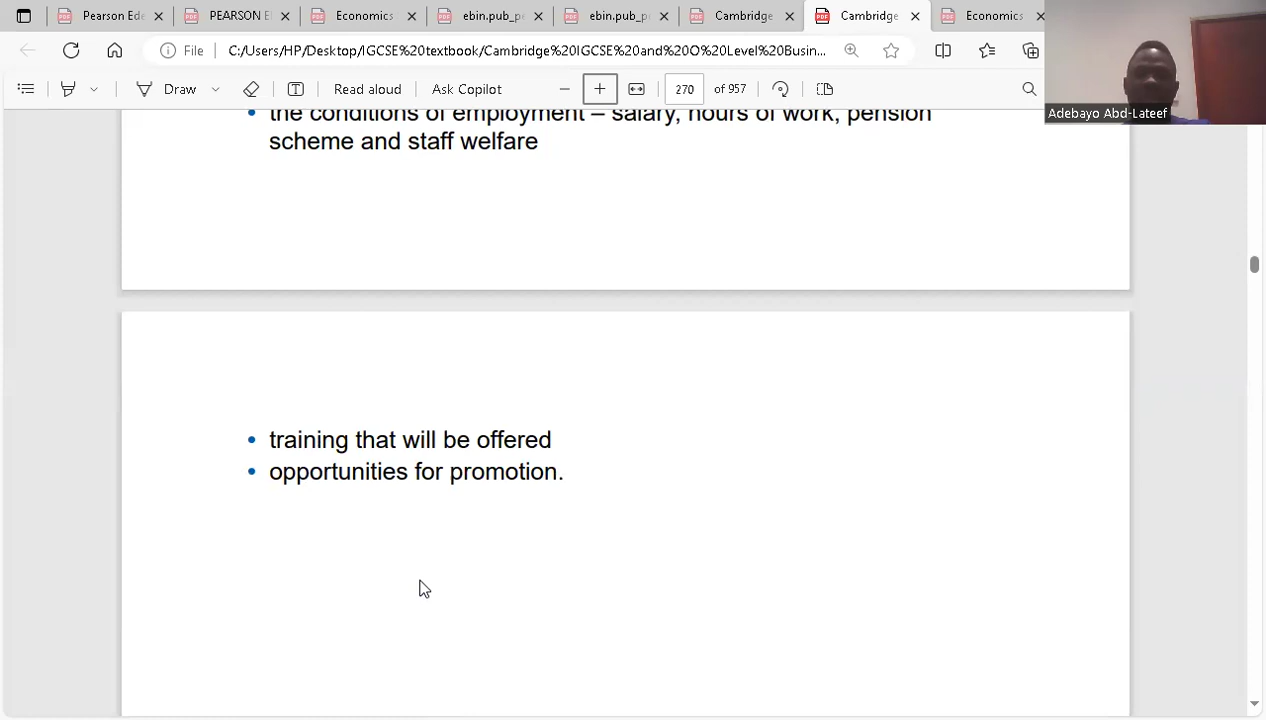 Pearson Ede
PEARSON E
Economics
ebin.pub_p
ebin.pub_p
Cambridge
Cambridge
Economics
File
C:/Users/HP/Desktop/IGCSE%20textbook/Cambridge%20IGCSE%20and%20O%20Level%20Busin...
Draw
Read aloud
Ask Copilot
270
of 957
Adebayo Abd-Lateef
• the conditions of employment – salary, hours of work, pension
scheme and staff welfare
• training that will be offered
• opportunities for promotion.